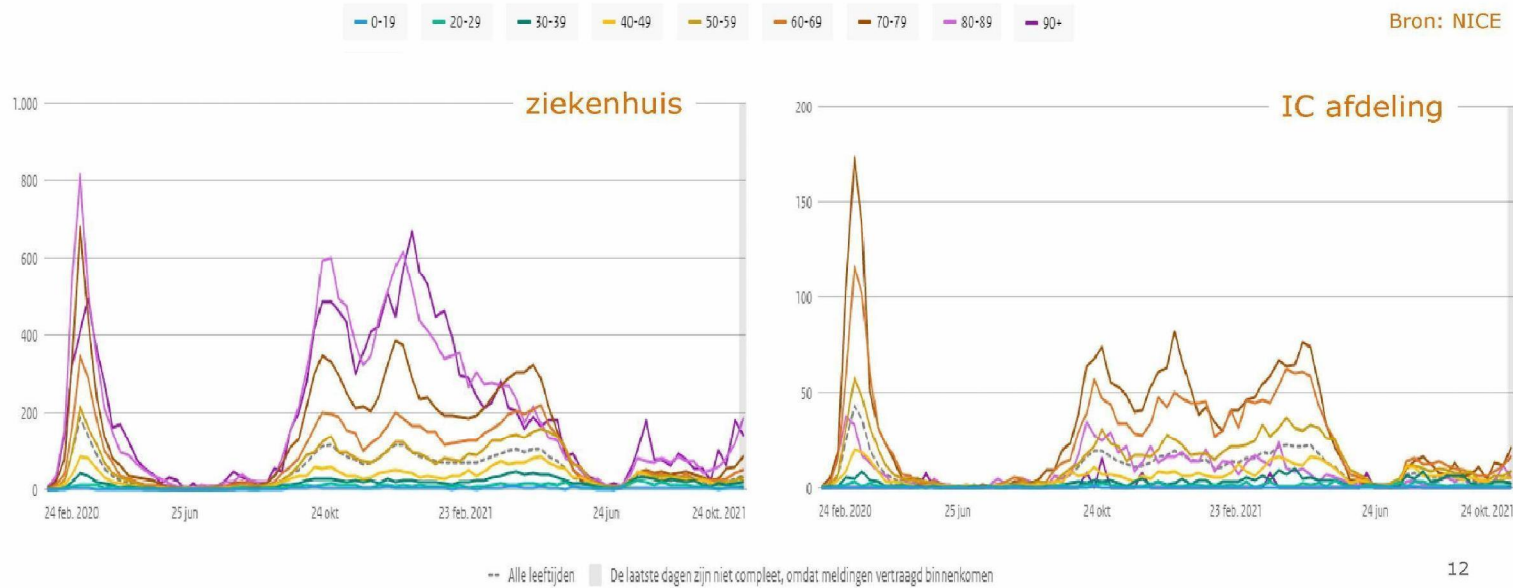 0-19 20-29 30-39 40-49 50-59 60-69 70-79 80-89 90+
Bron: NICE
ziekenhuis
1.000
800
600
400
200
0
24 feb. 2020 25 jun 24 okt 23 feb. 2021 24 jun 24 okt. 2021
IC afdeling
200
150
100
50
0
24 feb. 2020 25 jun 24 okt 23 feb. 2021 24 jun 24 okt. 2021
Alle leeftijden De laatste dagen zijn niet compleet, omdat meldingen vertraagd binnenkomen
12